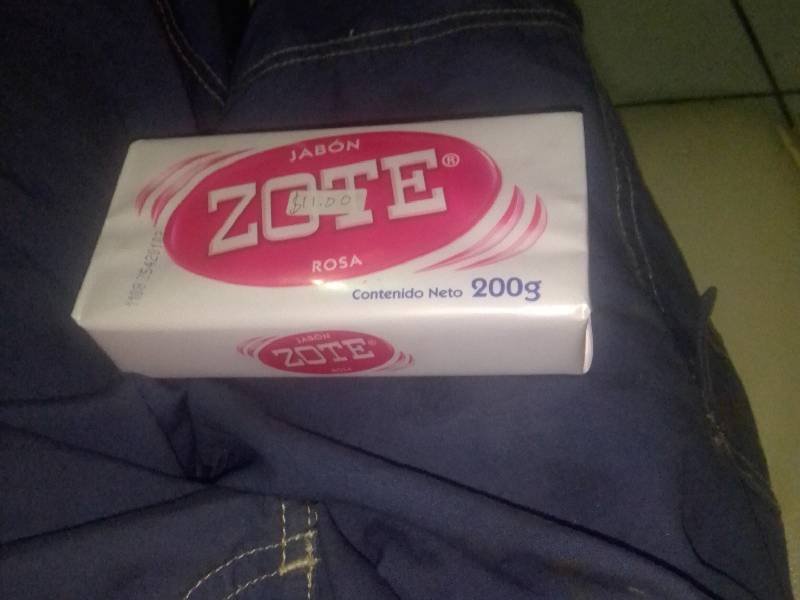 JABÓN
ZOTE®
$11.00
ROSA
Contenido Neto 200g
JABÓN
ZOTE®
ROSA